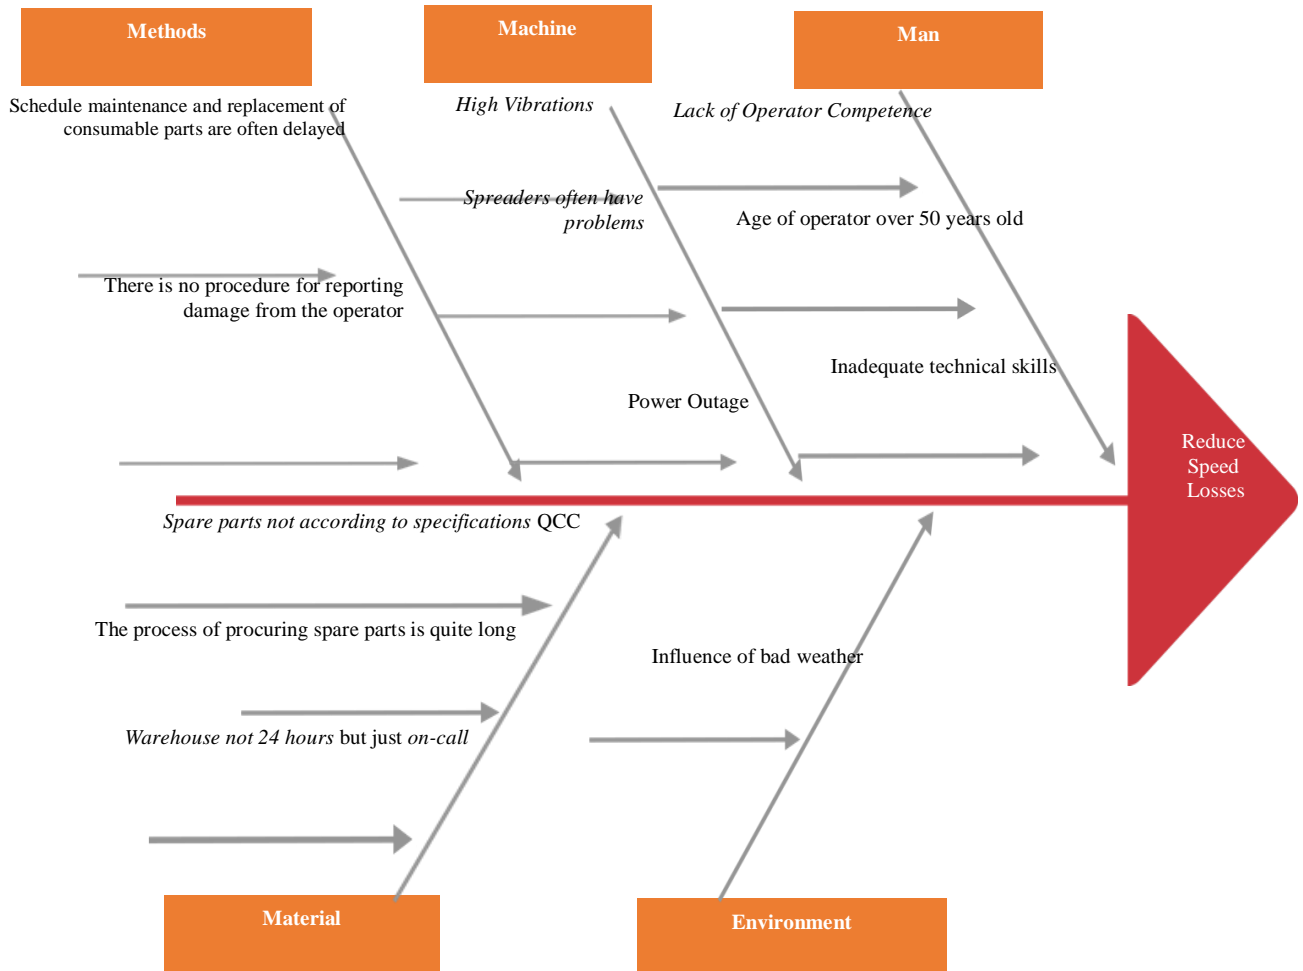 Methods
Machine
Man
Schedule maintenance and replacement of
consumable parts are often delayed
High Vibrations
Lack of Operator Competence
Spreaders often have
problems
Age of operator over 50 years old
There is no procedure for reporting
damage from the operator
Inadequate technical skills
Power Outage
Reduce
Speed
Losses
Spare parts not according to specifications QCC
The process of procuring spare parts is quite long
Influence of bad weather
Warehouse not 24 hours but just on-call
Material
Environment